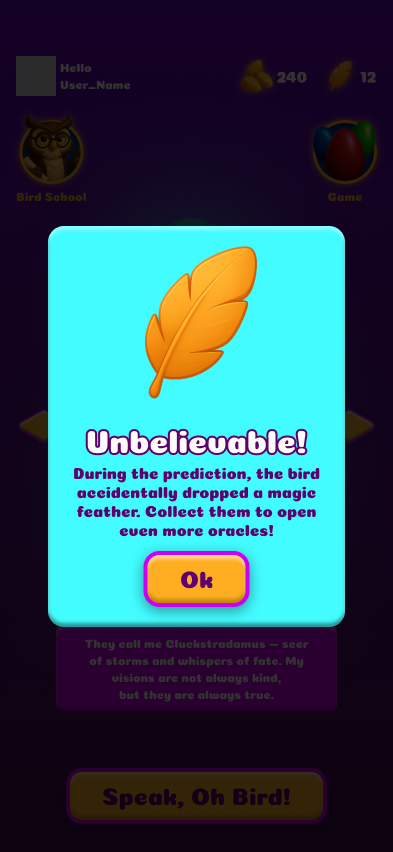 Hello
User_Name
240
12
Bird School
Game
Unbelievable!
During the prediction, the bird
accidentally dropped a magic
feather. Collect them to open
even more oracles!
Ok
They call me Cluckstradamus — seer
of storms and whispers of fate. My
visions are not always kind,
but they are always true.
Speak, Oh Bird!